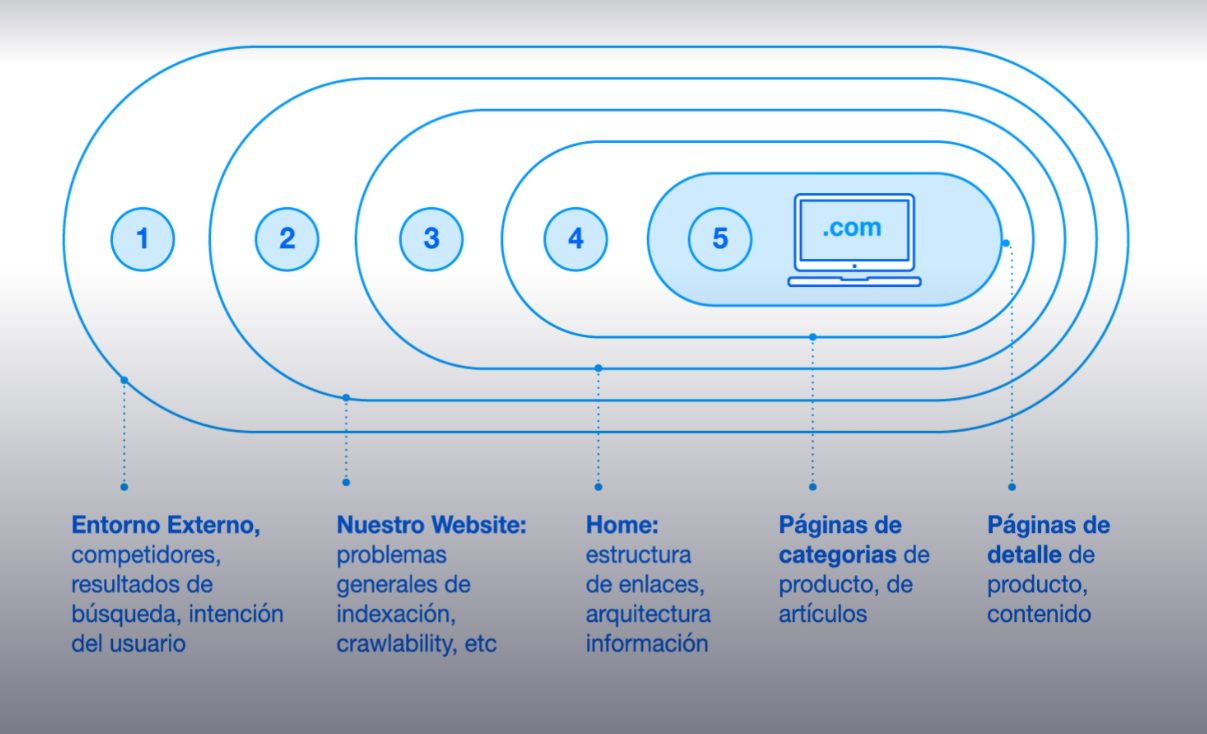 1
2
3
4
5
.com
Entorno Externo,
competidores,
resultados de
búsqueda, intención
del usuario
Nuestro Website:
problemas
generales de
indexación,
crawlability, etc
Home:
estructura
de enlaces,
arquitectura
información
Páginas de
categorias de
producto, de
artículos
Páginas de
detalle de
producto,
contenido